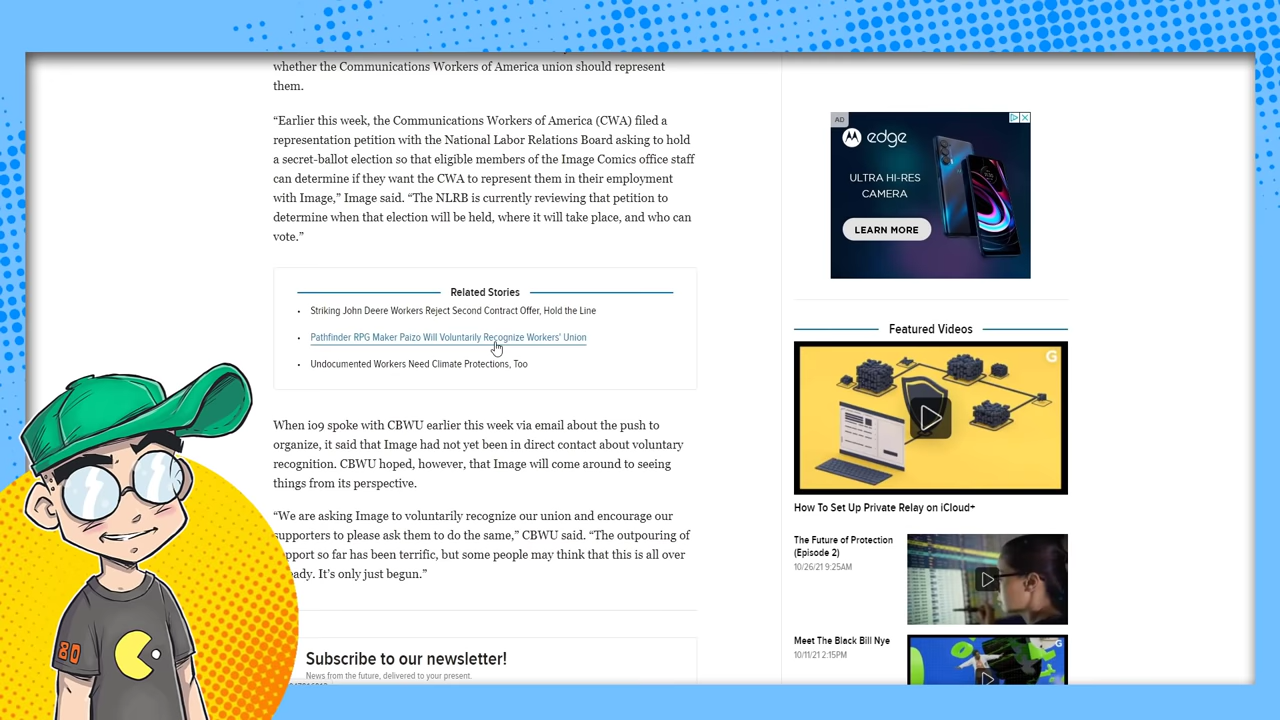 whether the Communications Workers of America union should represent
them.
“Earlier this week, the Communications Workers of America (CWA) filed a
representation petition with the National Labor Relations Board asking to hold
a secret-ballot election so that eligible members of the Image Comics office staff
can determine if they want the CWA to represent them in their employment
with Image,” Image said. “The NLRB is currently reviewing that petition to
determine when that election will be held, where it will take place, and who can
vote.”
Related Stories
Striking John Deere Workers Reject Second Contract Offer, Hold the Line
Pathfinder RPG Maker Paizo Will Voluntarily Recognize Workers' Union
Undocumented Workers Need Climate Protections, Too
When io9 spoke with CBWU earlier this week via email about the push to
organize, it said that Image had not yet been in direct contact about voluntary
recognition. CBWU hoped, however, that Image will come around to seeing
things from its perspective.
“We are asking Image to voluntarily recognize our union and encourage our
supporters to please ask them to do the same,” CBWU said. “The outpouring of
support so far has been terrific, but some people may think that this is all over
already. It's only just begun.”
Subscribe to our newsletter!
News from the future, delivered to your present.
AD
edge
ULTRA HI-RES
CAMERA
LEARN MORE
Featured Videos
G
How To Set Up Private Relay on iCloud+
The Future of Protection
(Episode 2)
10/26/21 9:25AM
Meet The Black Bill Nye
10/11/21 2:15PM
G
80